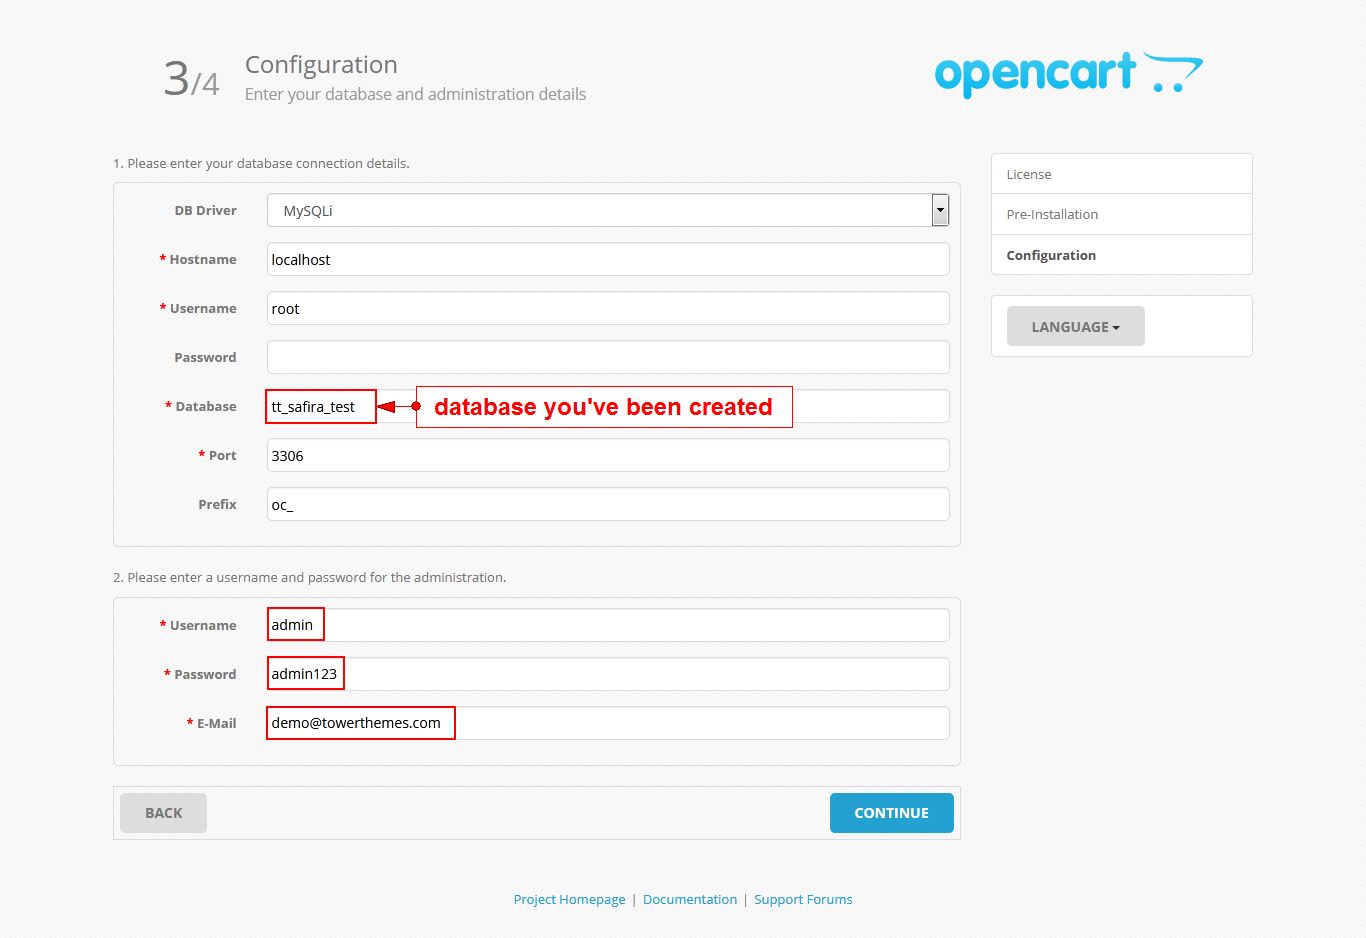 3/4 Configuration
Enter your database and administration details
opencart
1. Please enter your database connection details.
DB Driver MySQLi
* Hostname localhost
* Username root
Password
* Database tt_safira_test database you've been created
* Port 3306
Prefix oc_
2. Please enter a username and password for the administration.
* Username admin
* Password admin123
* E-Mail demo@towerthemes.com
BACK CONTINUE
License
Pre-Installation
Configuration
LANGUAGE
Project Homepage | Documentation | Support Forums